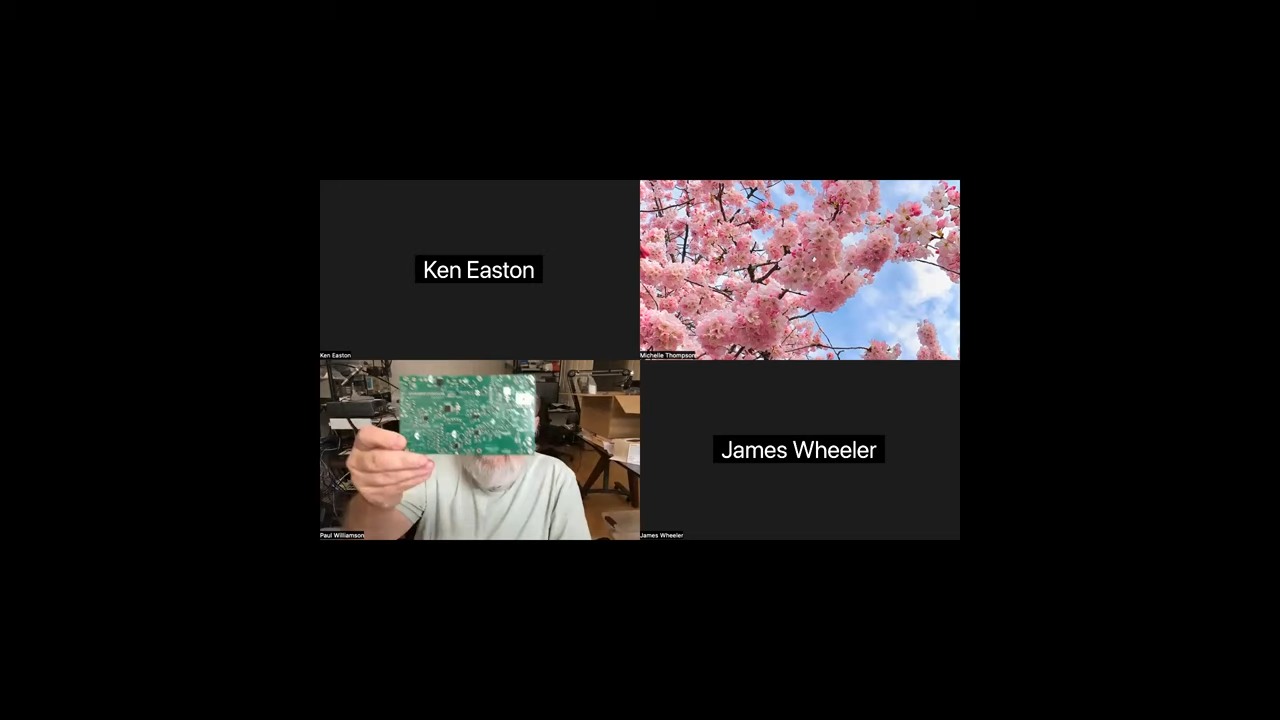 Ken Easton
Ken Easton
Michelle Thompson
James Wheeler
Paul Williamson
James Wheeler